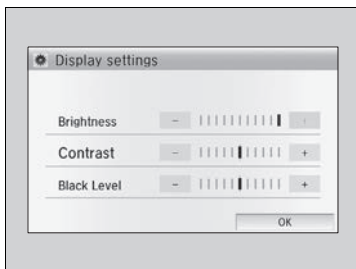 Display settings
Brightness - +
Contrast - +
Black Level - +
OK